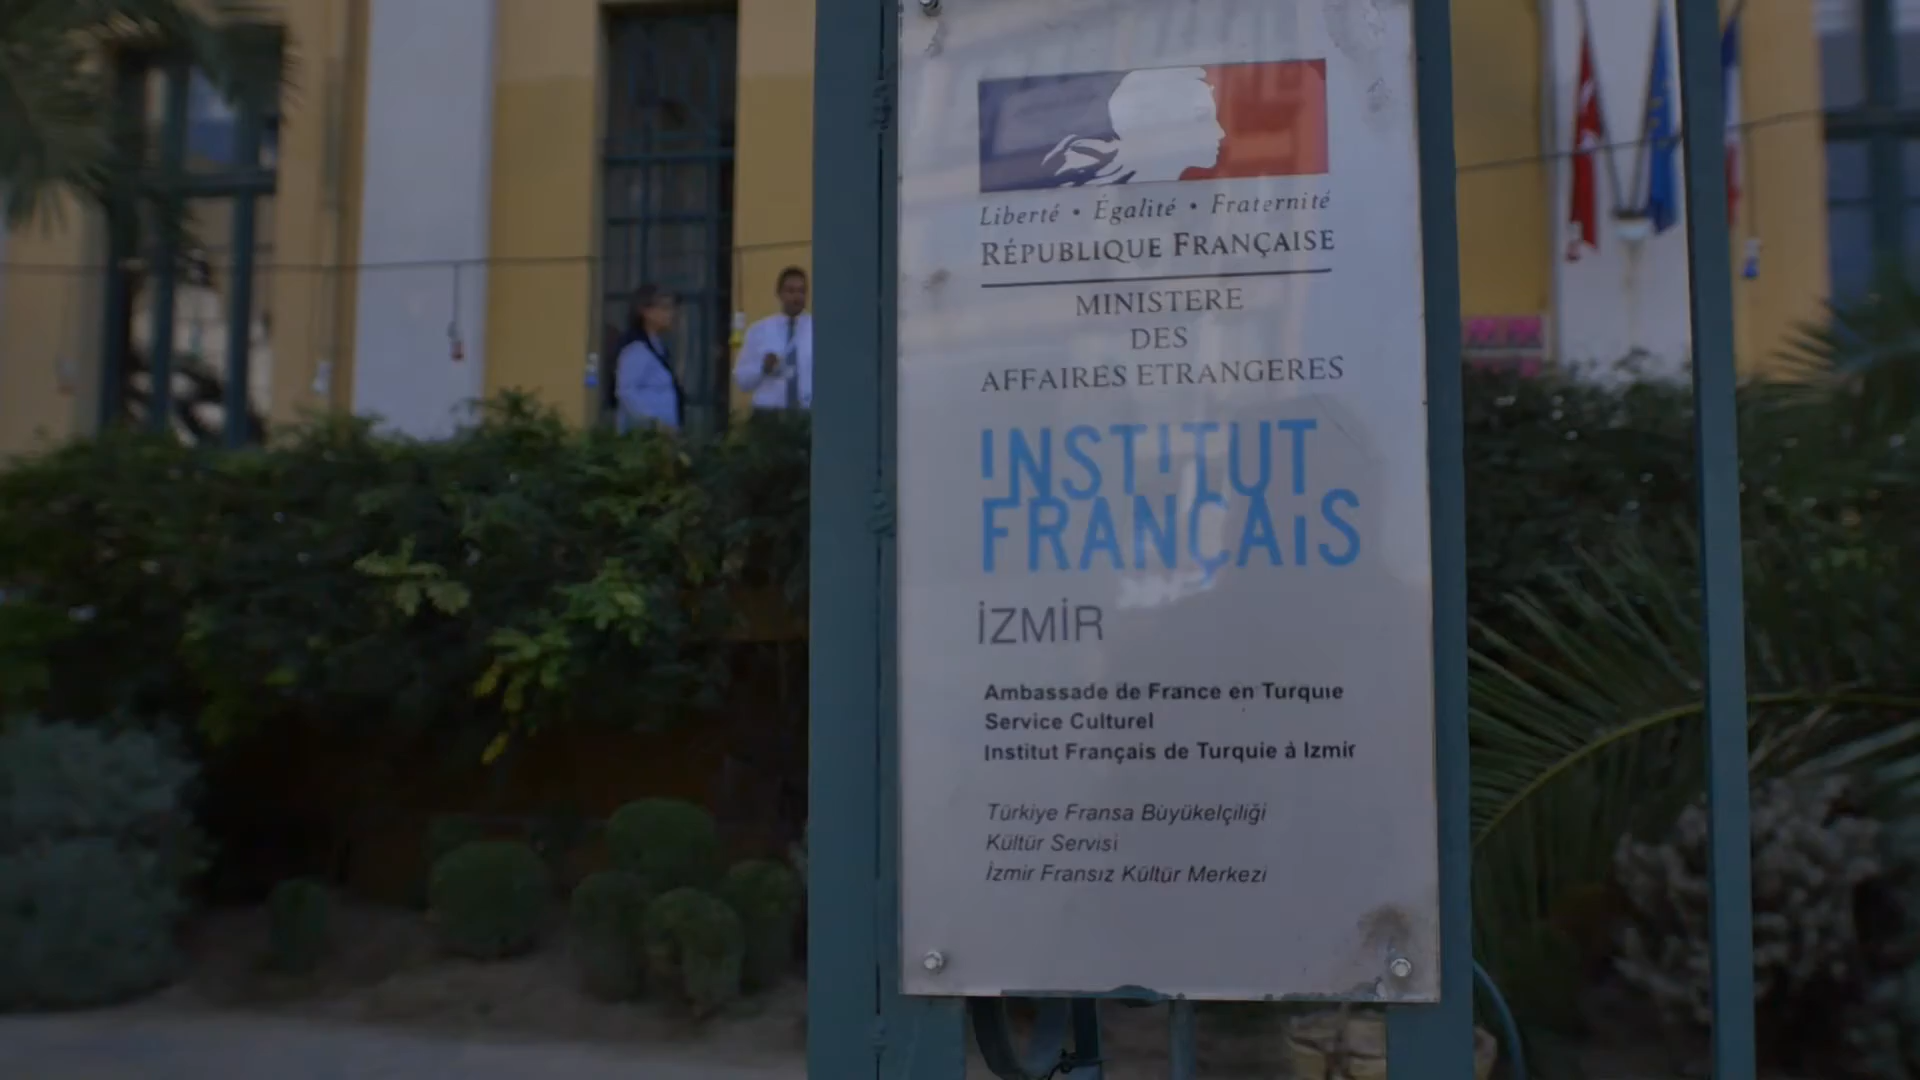 Liberté • Égalité • Fraternité
RÉPUBLIQUE FRANÇAISE
MINISTERE
DES
AFFAIRES ETRANGERES
INSTITUT
FRANÇAIS
İZMİR
Ambassade de France en Turquie
Service Culturel
Institut Français de Turquie à Izmir
Türkiye Fransa Büyükelçiliği
Kültür Servisi
İzmir Fransız Kültür Merkezi